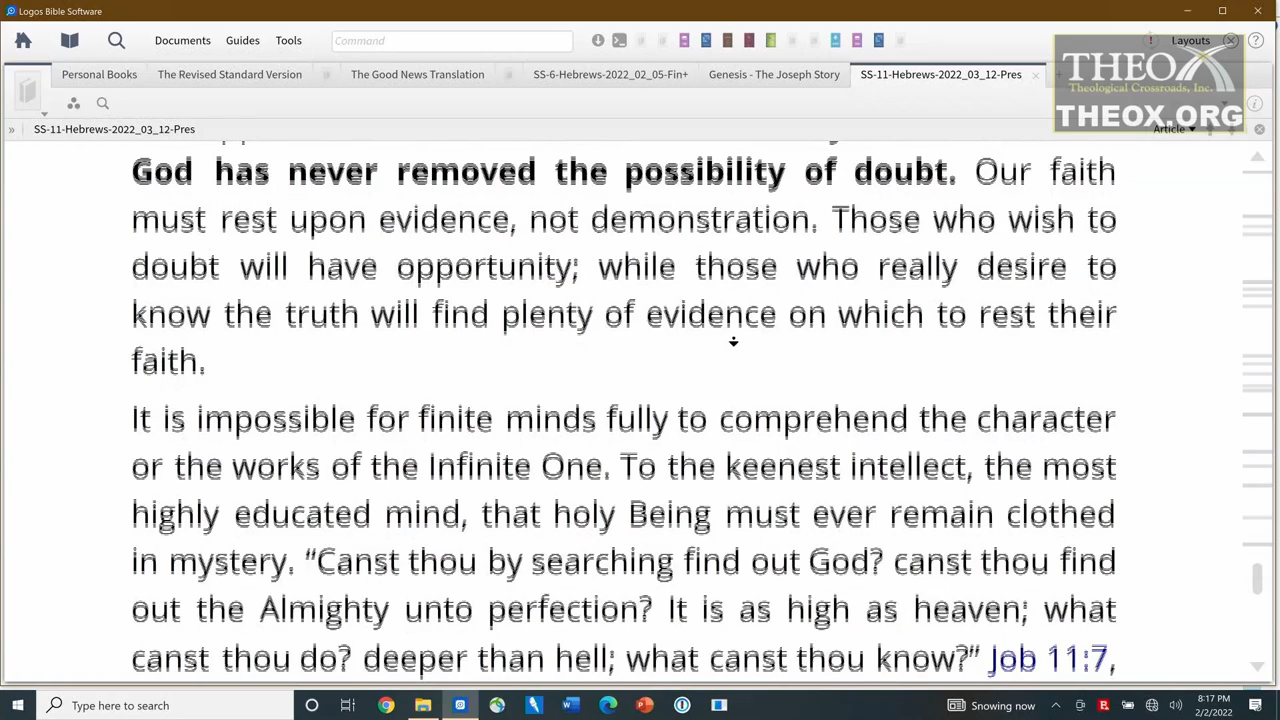 Logos Bible Software
Documents Guides Tools Command Layouts
THEOX
Theological Crossroads, Inc.
THEOX.ORG
Personal Books The Revised Standard Version The Good News Translation SS-6-Hebrews-2022_02_05-Fin+ Genesis - The Joseph Story SS-11-Hebrews-2022_03_12-Pres
SS-11-Hebrews-2022_03_12-Pres Article
God has never removed the possibility of doubt. Our faith
must rest upon evidence, not demonstration. Those who wish to
doubt will have opportunity; while those who really desire to
know the truth will find plenty of evidence on which to rest their
faith.
It is impossible for finite minds fully to comprehend the character
or the works of the Infinite One. To the keenest intellect, the most
highly educated mind, that holy Being must ever remain clothed
in mystery. “Canst thou by searching find out God? canst thou find
out the Almighty unto perfection? It is as high as heaven; what
canst thou do? deeper than hell; what canst thou know?” Job 11:7,
Type here to search Snowing now 8:17 PM
2/2/2022